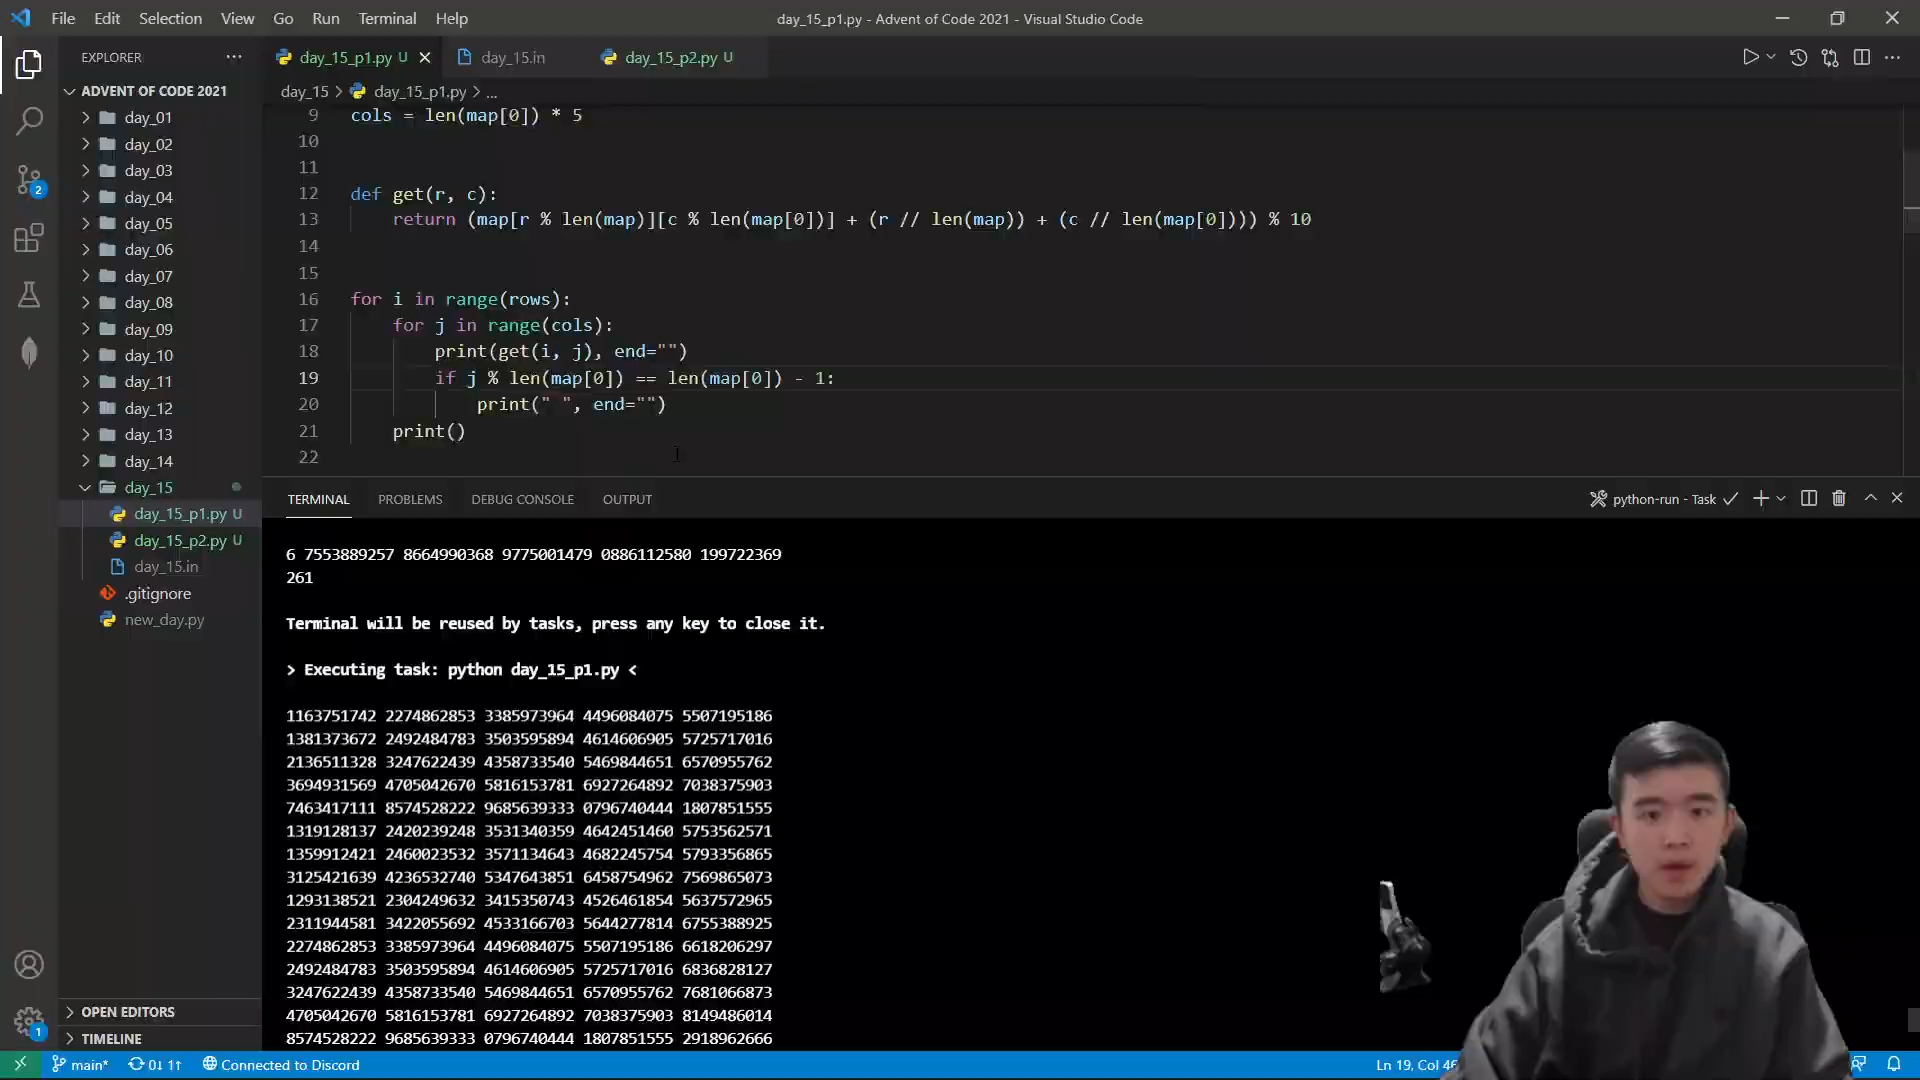 File Edit Selection View Go Run Terminal Help
day_15_p1.py - Advent of Code 2021 - Visual Studio Code
EXPLORER
day_15_p1.py U
day_15.in
day_15_p2.py U
day_15 > day_15_p1.py > ...
ADVENT OF CODE 2021
day_01
day_02
day_03
day_04
day_05
day_06
day_07
day_08
day_09
day_10
day_11
day_12
day_13
day_14
day_15
day_15_p1.py U
day_15_p2.py U
day_15.in
.gitignore
new_day.py
OPEN EDITORS
TIMELINE
2
1
9 cols = len(map[0]) * 5
10
11
12 def get(r, c):
13 return (map[r % len(map)][c % len(map[0])] + (r // len(map)) + (c // len(map[0]))) % 10
14
15
16 for i in range(rows):
17 for j in range(cols):
18 print(get(i, j), end="")
19 if j % len(map[0]) == len(map[0]) - 1:
20 print(" ", end="")
21 print()
22
TERMINAL PROBLEMS DEBUG CONSOLE OUTPUT
python-run - Task
6 7553889257 8664990368 9775001479 0886112580 199722369
261
Terminal will be reused by tasks, press any key to close it.
> Executing task: python day_15_p1.py <
1163751742 2274862853 3385973964 4496084075 5507195186
1381373672 2492484783 3503595894 4614606905 5725717016
2136511328 3247622439 4358733540 5469844651 6570955762
3694931569 4705042670 5816153781 6927264892 7038375903
7463417111 8574528222 9685639333 0796740444 1807851555
1319128137 2420239248 3531340359 4642451460 5753562571
1359912421 2460023532 3571134643 4682245754 5793356865
3125421639 4236532740 5347643851 6458754962 7569865073
1293138521 2304249632 3415350743 4526461854 5637572965
2311944581 3422055692 4533166703 5644277814 6755388925
2274862853 3385973964 4496084075 5507195186 6618206297
2492484783 3503595894 4614606905 5725717016 6836828127
3247622439 4358733540 5469844651 6570955762 7681066873
4705042670 5816153781 6927264892 7038375903 8149486014
8574528222 9685639333 0796740444 1807851555 2918962666
main* 0↓ 1↑ Connected to Discord
Ln 19, Col 46